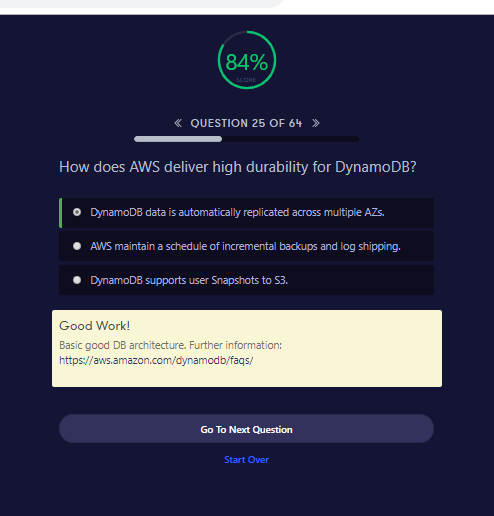 84%
SCORE
« QUESTION 25 OF 64 »
How does AWS deliver high durability for DynamoDB?
DynamoDB data is automatically replicated across multiple AZs.
AWS maintain a schedule of incremental backups and log shipping.
DynamoDB supports user Snapshots to S3.
Good Work!
Basic good DB architecture. Further information:
https://aws.amazon.com/dynamodb/faqs/
Go To Next Question
Start Over